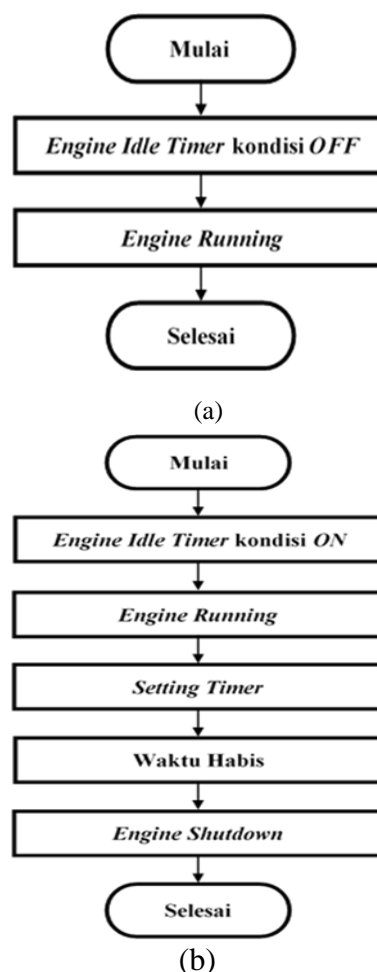 Mulai
Engine Idle Timer kondisi OFF
Engine Running
Selesai
(a)
Mulai
Engine Idle Timer kondisi ON
Engine Running
Setting Timer
Waktu Habis
Engine Shutdown
Selesai
(b)